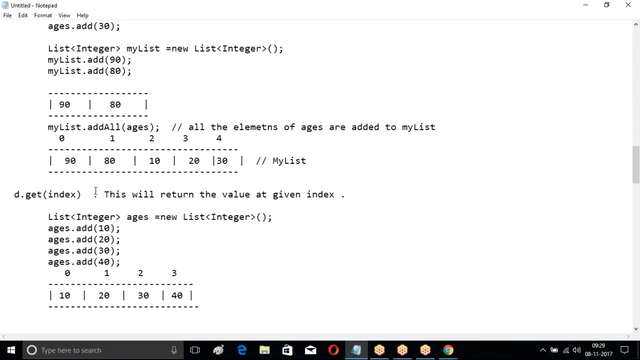 Untitled - Notepad
File Edit Format View Help
ages.add(30);
List<Integer> myList =new List<Integer>();
myList.add(90);
myList.add(80);
--------------------
| 90 | 80 |
--------------------
myList.addAll(ages); // all the elemetns of ages are added to myList
0 1 2 3 4
--------------------------------------
| 90 | 80 | 10 | 20 |30 | // MyList
--------------------------------------
d.get(index) : This will return the value at given index .
List<Integer> ages =new List<Integer>();
ages.add(10);
ages.add(20);
ages.add(30);
ages.add(40);
0 1 2 3
-----------------------------
| 10 | 20 | 30 | 40 |
------------------------------
Type here to search
09:29
08-11-2017